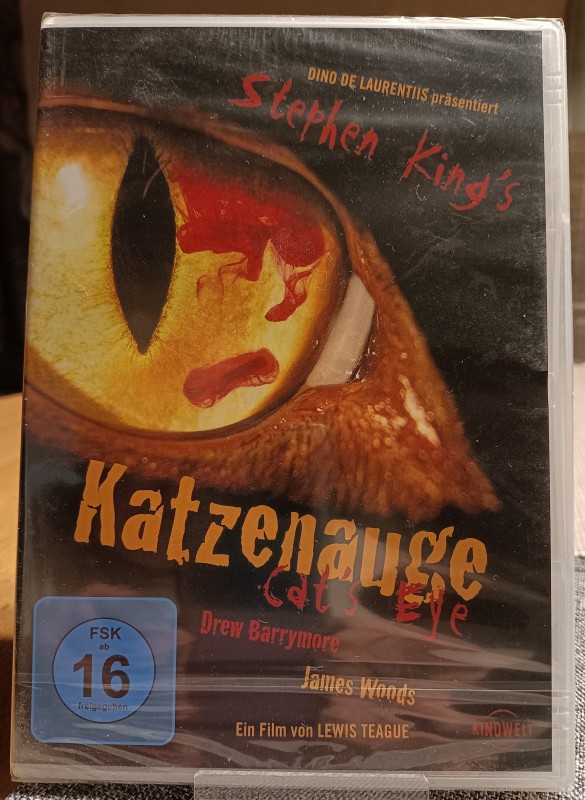 DINO DE LAURENTIIS präsentiert
Stephen King's
Katzenauge
Cat's Eye
Drew Barrymore
James Woods
Ein Film von LEWIS TEAGUE
FSK
ab
16
freigegeben
KINOWELT